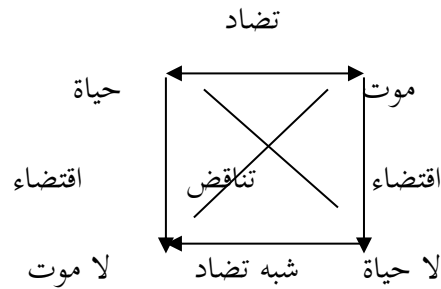 تضاد
موت حياة
اقتضاء تناقض اقتضاء
لا حياة شبه تضاد لا موت